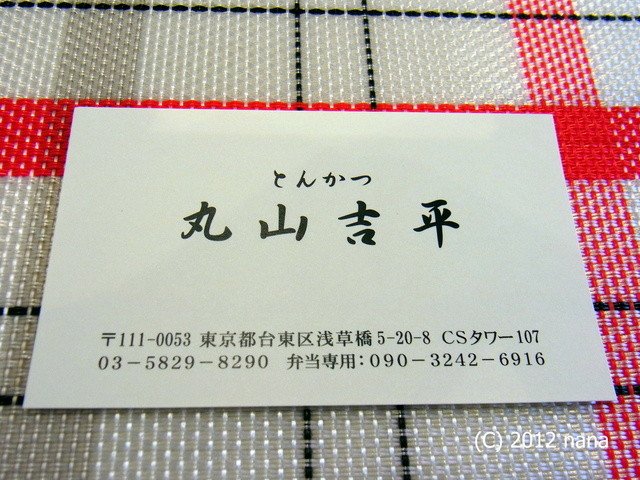 とんかつ
丸山吉平
〒111-0053 東京都台東区浅草橋5-20-8 CSタワー107
03-5829-8290 弁当専用:090-3242-6916
(C) 2012 nana